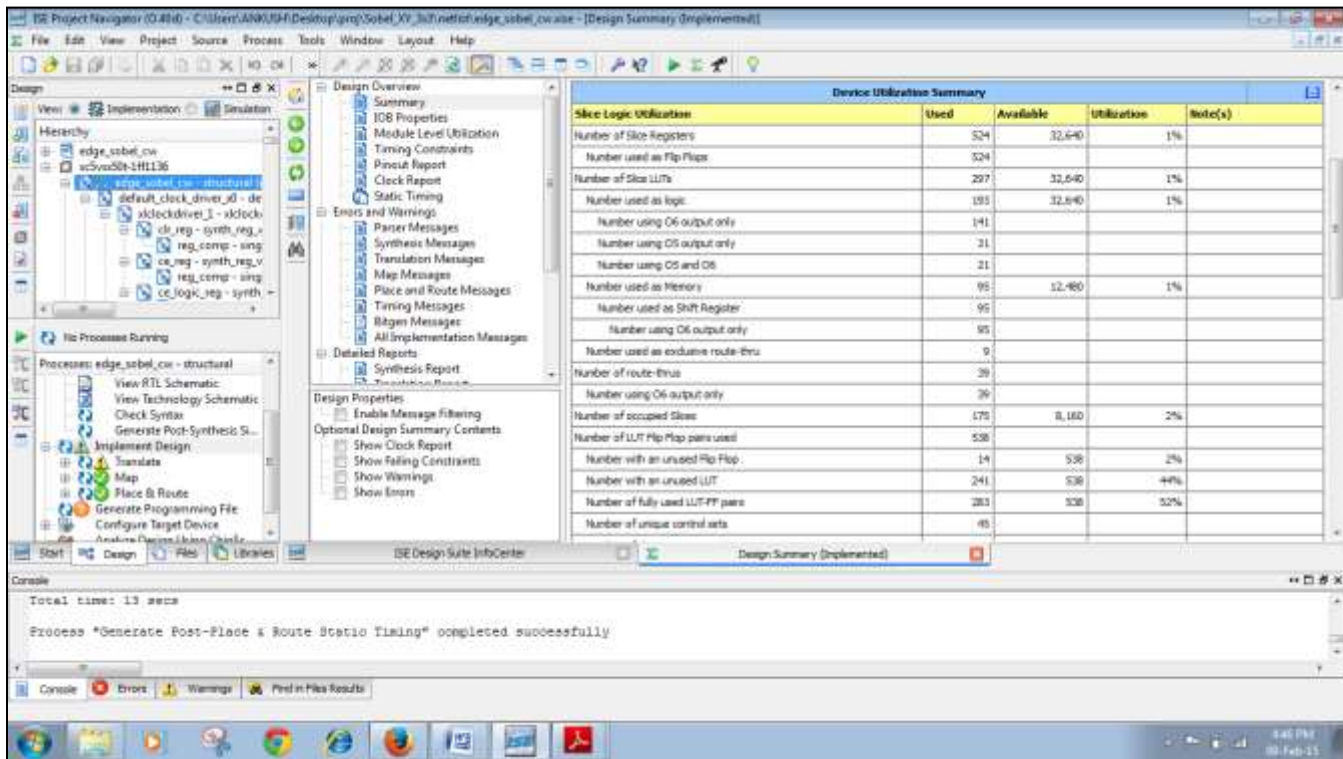 ISE Project Navigator (O.40d) - C:\Users\ANKUSH\Desktop\proj\Sobel_XY_3x3\netlist\edge_sobel_cw.xise - [Design Summary (Implemented)]
File Edit View Project Source Process Tools Window Layout Help
Design
View: Implementation Simulation
Hierarchy
edge_sobel_cw
xc5vsx50t-1ff1136
edge_sobel_cw - structural
default_clock_driver_x0 - de
xlclockdriver_1 - xlclock
clr_reg - synth_reg_
reg_comp - sing
ce_reg - synth_reg_v
reg_comp - sing
ce_logic_reg - synth_
No Processes Running
Processes: edge_sobel_cw - structural
View RTL Schematic
View Technology Schematic
Check Syntax
Generate Post-Synthesis Si...
Implement Design
Translate
Map
Place & Route
Generate Programming File
Configure Target Device
Start Design Files Libraries
Design Overview
Summary
IOB Properties
Module Level Utilization
Timing Constraints
Pinout Report
Clock Report
Static Timing
Errors and Warnings
Parser Messages
Synthesis Messages
Translation Messages
Map Messages
Place and Route Messages
Timing Messages
Bitgen Messages
All Implementation Messages
Detailed Reports
Synthesis Report
Design Properties
Enable Message Filtering
Optional Design Summary Contents
Show Clock Report
Show Failing Constraints
Show Warnings
Show Errors
Device Utilization Summary
Slice Logic Utilization Used Available Utilization Note(s)
Number of Slice Registers 524 32,640 1%
Number used as Flip Flops 524
Number of Slice LUTs 297 32,640 1%
Number used as logic 193 32,640 1%
Number using O6 output only 141
Number using O5 output only 31
Number using O5 and O6 21
Number used as Memory 95 12,480 1%
Number used as Shift Register 95
Number using O6 output only 95
Number used as exclusive route-thru 9
Number of route-thrus 39
Number using O6 output only 39
Number of occupied Slices 175 8,160 2%
Number of LUT Flip Flop pairs used 538
Number with an unused Flip Flop 14 538 2%
Number with an unused LUT 241 538 44%
Number of fully used LUT-FF pairs 283 538 52%
Number of unique control sets 45
ISE Design Suite InfoCenter
Design Summary (Implemented)
Console
Total time: 13 secs
Process "Generate Post-Place & Route Static Timing" completed successfully
Console Errors Warnings Find in Files Results